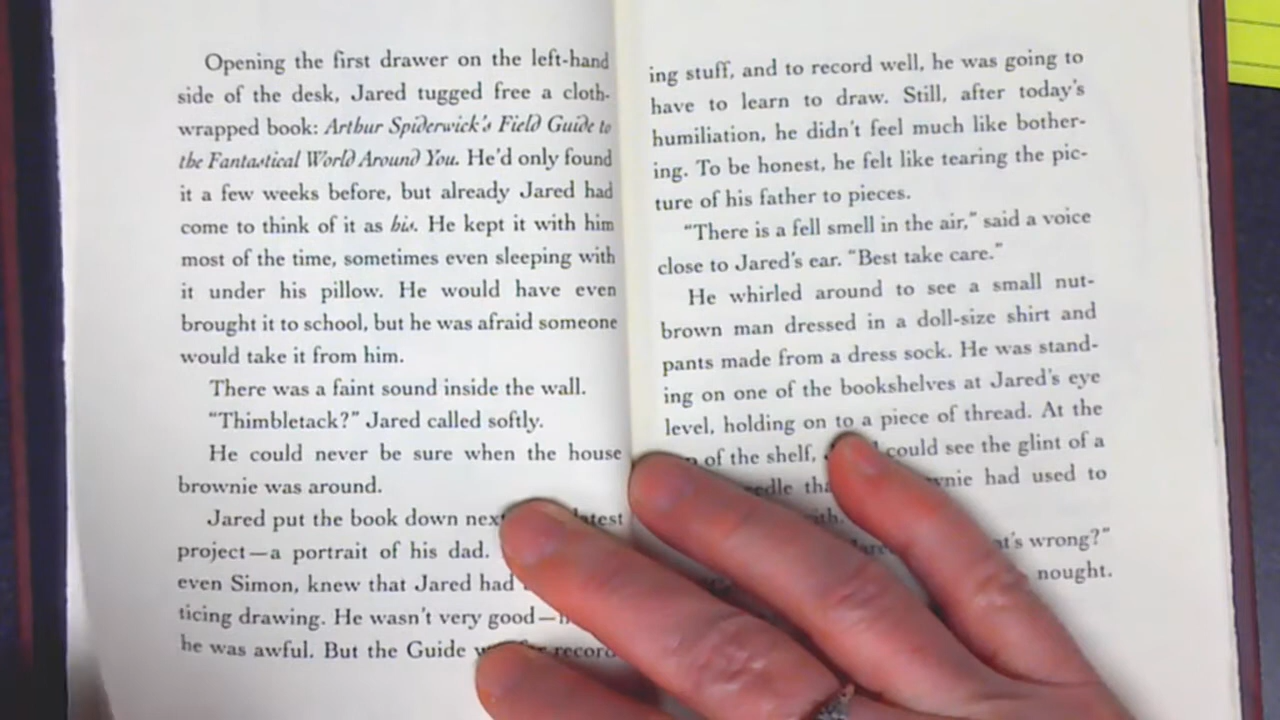 Opening the first drawer on the left-hand
side of the desk, Jared tugged free a cloth-
wrapped book: Arthur Spiderwick's Field Guide to
the Fantastical World Around You. He'd only found
it a few weeks before, but already Jared had
come to think of it as his. He kept it with him
most of the time, sometimes even sleeping with
it under his pillow. He would have even
brought it to school, but he was afraid someone
would take it from him.
There was a faint sound inside the wall.
"Thimbletack?" Jared called softly.
He could never be sure when the house
brownie was around.
Jared put the book down
project—a portrait of his dad.
even Simon, knew that Jared had
ticing drawing. He wasn't very good—
he was awful. But the Guide
ing stuff, and to record well, he was going to
have to learn to draw. Still, after today's
humiliation, he didn't feel much like bother-
ing. To be honest, he felt like tearing the pic-
ture of his father to pieces.
"There is a fell smell in the air," said a voice
close to Jared's ear. "Best take care."
He whirled around to see a small nut-
brown man dressed in a doll-size shirt and
pants made from a dress sock. He was stand-
ing on one of the bookshelves at Jared's eye
level, holding on to a piece of thread. At the
of the shelf, could see the glint of a
had used to
wrong?"
nought.